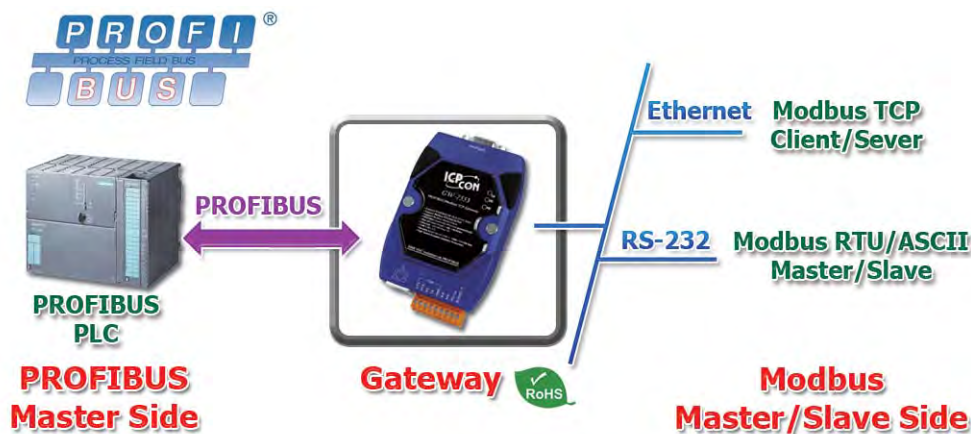 PROFI
®
PROCESS FIELD BUS
BUS
Ethernet
Modbus TCP
Client/Sever
ICP
CON
PROFIBUS
RS-232
Modbus RTU/ASCII
Master/Slave
PROFIBUS
PLC
PROFIBUS
Master Side
Gateway
RoHS
Modbus
Master/Slave Side